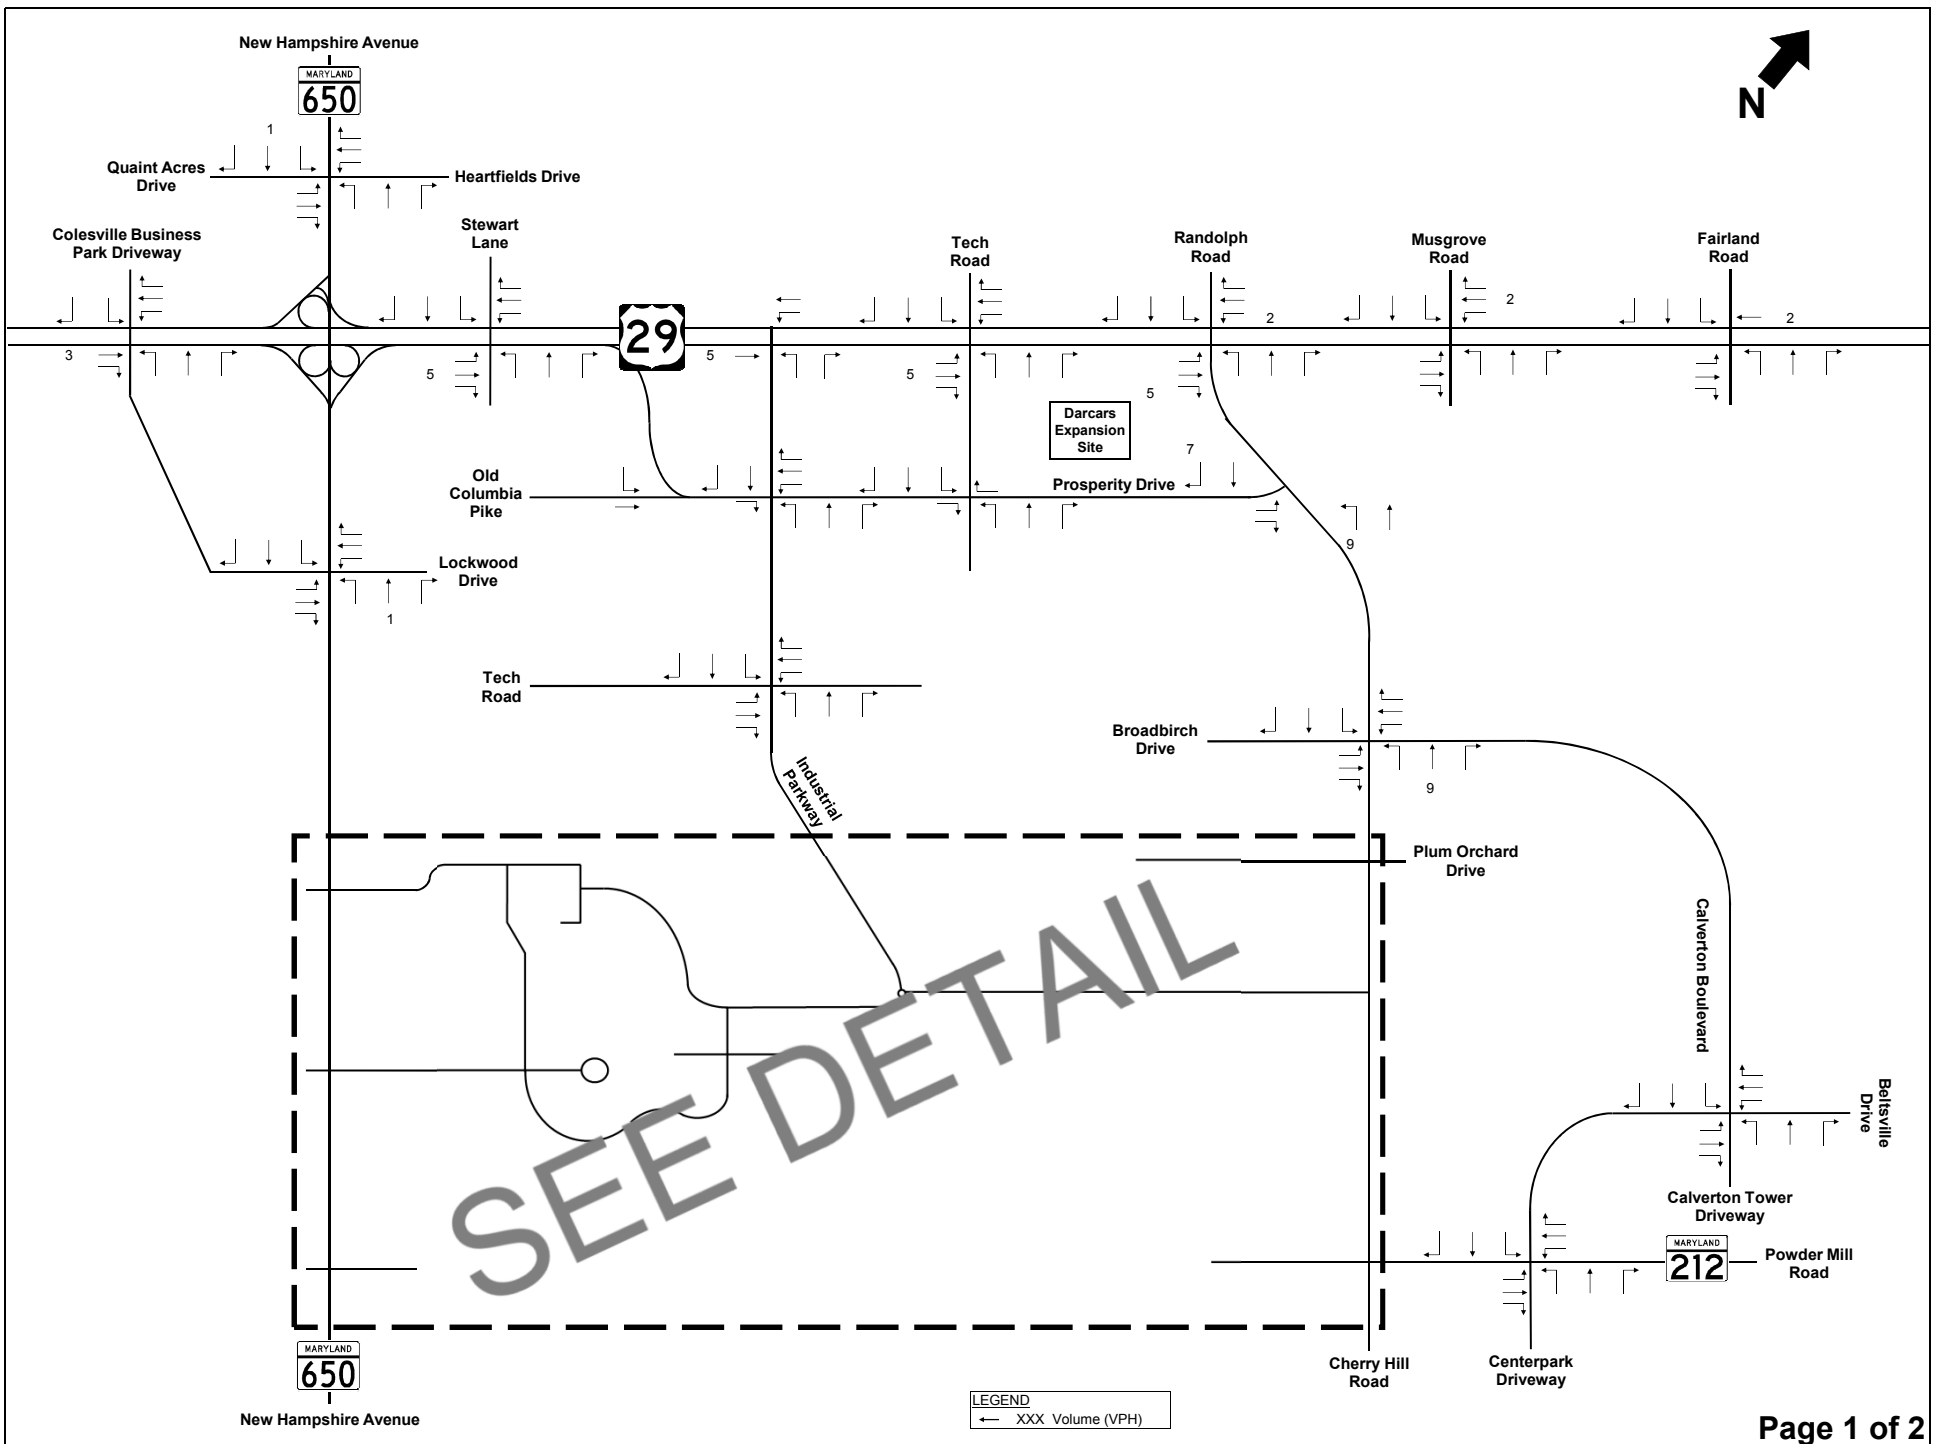 New Hampshire Avenue
MARYLAND
650
N
1
Quaint Acres
Drive
Heartfields Drive
Colesville Business
Park Driveway
Stewart
Lane
Tech
Road
Randolph
Road
Musgrove
Road
Fairland
Road
29
2
2
2
3
5
5
5
5
Darcars
Expansion
Site
7
Old
Columbia
Pike
Prosperity Drive
9
Lockwood
Drive
1
Tech
Road
Broadbirch
Drive
9
Industrial
Parkway
Plum Orchard
Drive
Calverton Boulevard
SEE DETAIL
Beltsville
Drive
Calverton Tower
Driveway
MARYLAND
212
Powder Mill
Road
MARYLAND
650
New Hampshire Avenue
Cherry Hill
Road
Centerpark
Driveway
LEGEND
XXX Volume (VPH)
Page 1 of 2